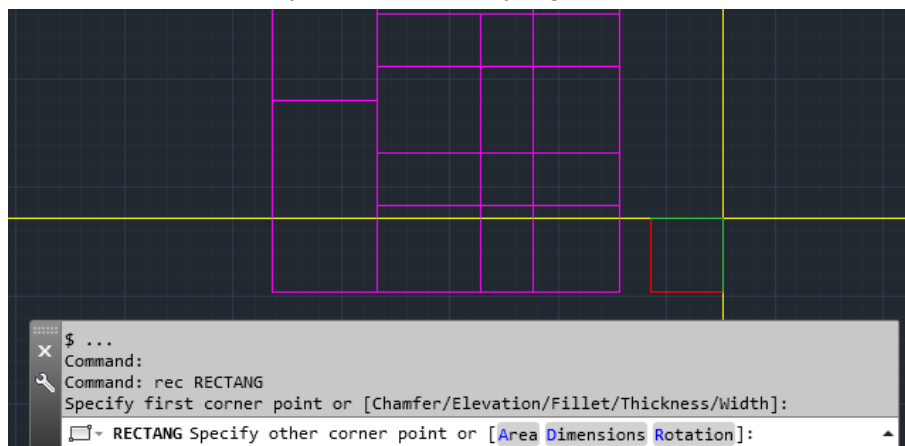 $ ...
Command:
Command: rec RECTANG
Specify first corner point or [Chamfer/Elevation/Fillet/Thickness/Width]:
RECTANG Specify other corner point or [Area Dimensions Rotation]: